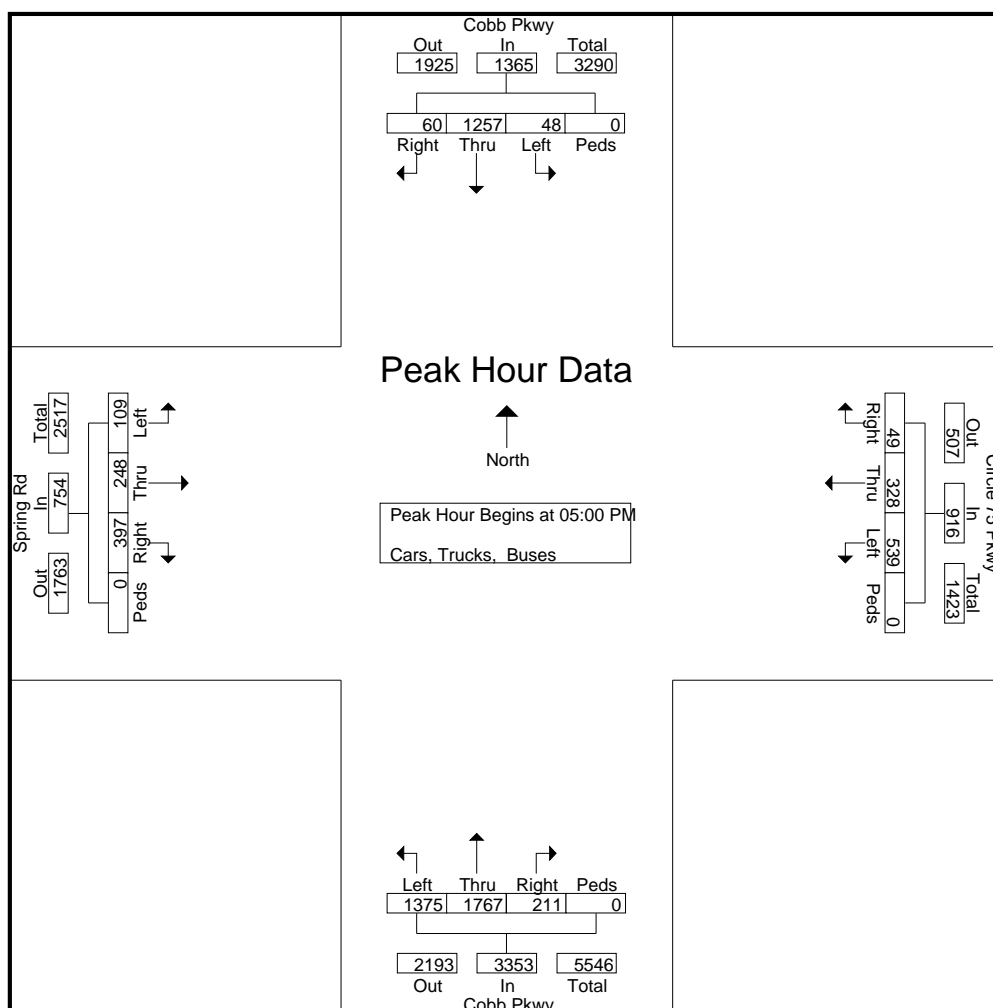 Cobb Pkwy
Out In Total
1925 1365 3290
60 1257 48 0
Right Thru Left Peds
Peak Hour Data
North
Peak Hour Begins at 05:00 PM
Cars, Trucks, Buses
Spring Rd
Out In Total
1763 754 2517
Left Thru Right Peds
109 248 397 0
Circle 75 Pkwy
Out In Total
507 916 1423
49 328 539 0
Right Thru Left Peds
Left Thru Right Peds
1375 1767 211 0
2193 3353 5546
Out In Total
Cobb Pkwy